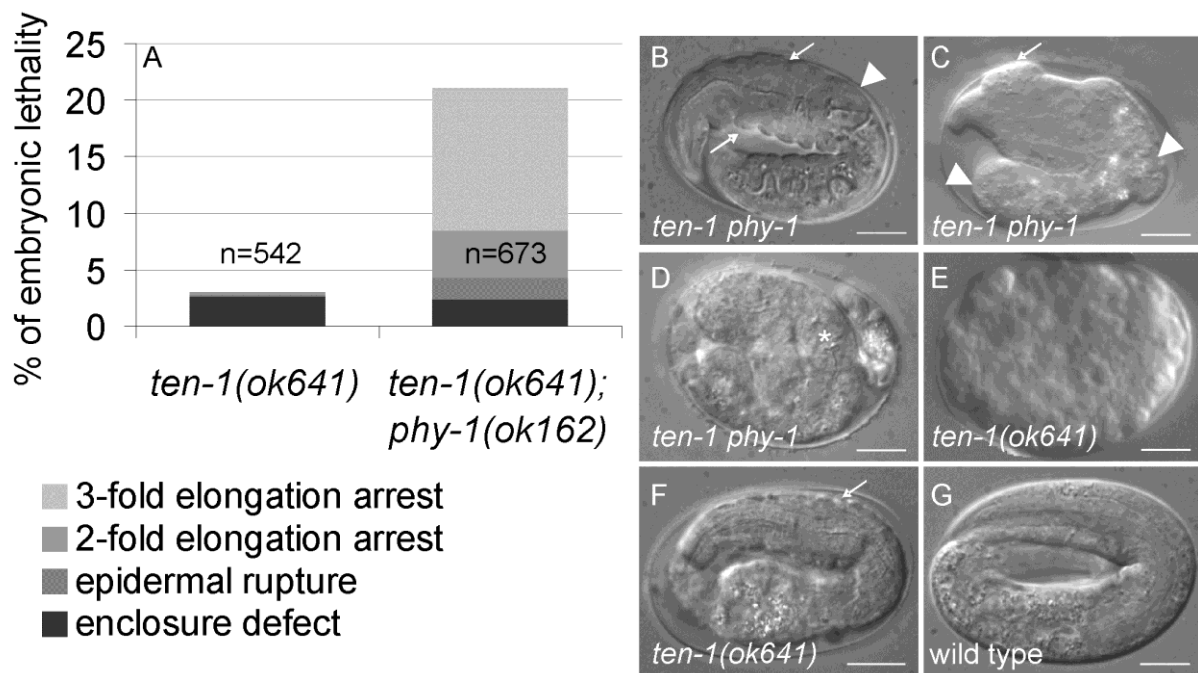 A
% of embryonic lethality
25
20
15
10
5
0
n=542
n=673
ten-1(ok641)
ten-1(ok641);
phy-1(ok162)
3-fold elongation arrest
2-fold elongation arrest
epidermal rupture
enclosure defect
B
ten-1 phy-1
C
ten-1 phy-1
D
*
ten-1 phy-1
E
ten-1(ok641)
F
ten-1(ok641)
G
wild type